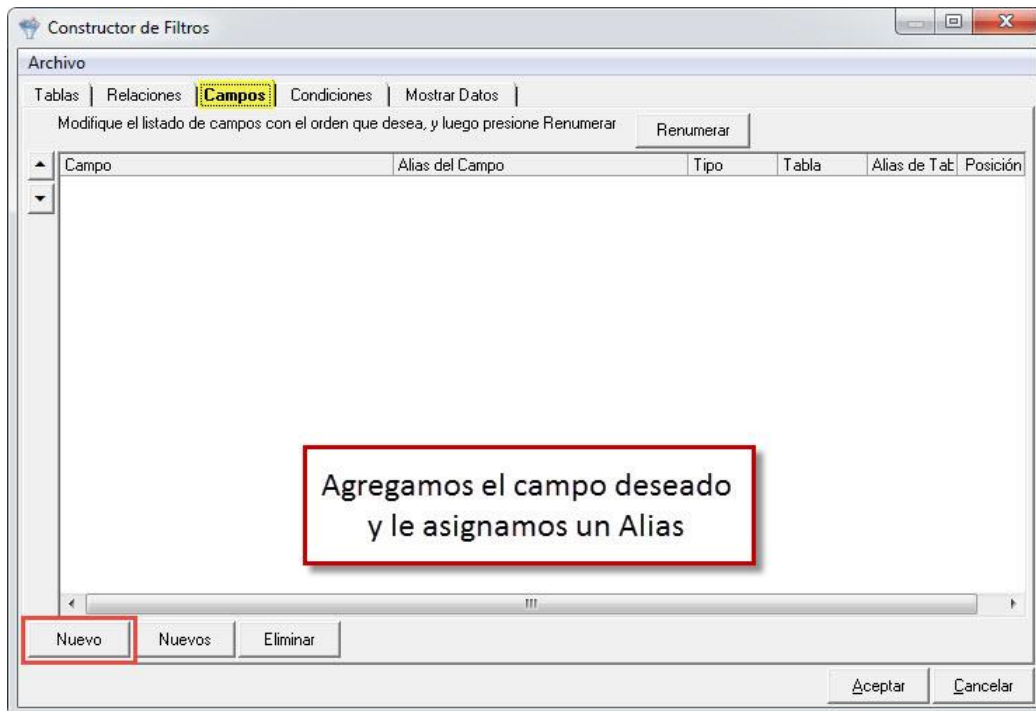 Constructor de Filtros
Archivo
Tablas Relaciones Campos Condiciones Mostrar Datos
Modifique el listado de campos con el orden que desea, y luego presione Renumerar Renumerar
Campo Alias del Campo Tipo Tabla Alias de Tab Posición
Agregamos el campo deseado
y le asignamos un Alias
Nuevo Nuevos Eliminar
Aceptar Cancelar